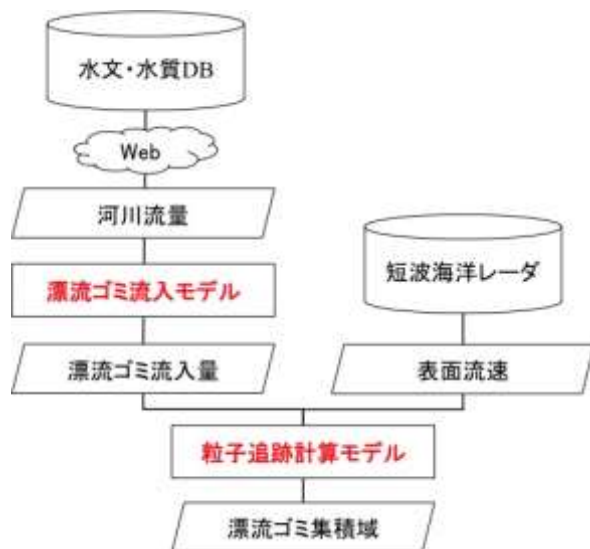 水文・水質DB
Web
河川流量
漂流ゴミ流入モデル
漂流ゴミ流入量
短波海洋レーダ
表面流速
粒子追跡計算モデル
漂流ゴミ集積域